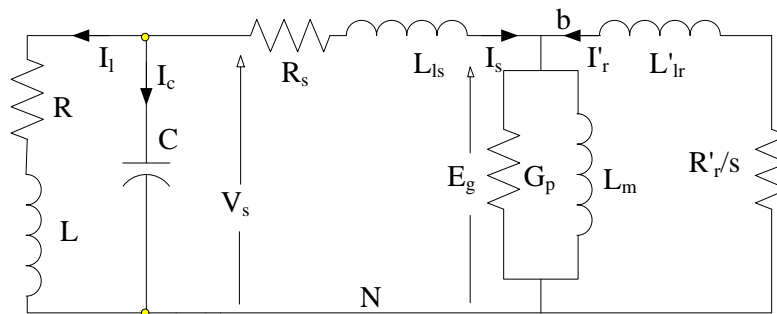 b
I_l
I_c
R_s
L_ls
I_s
I'_r
L'_lr
R
C
V_s
E_g
G_p
L_m
R'_r/s
L
N